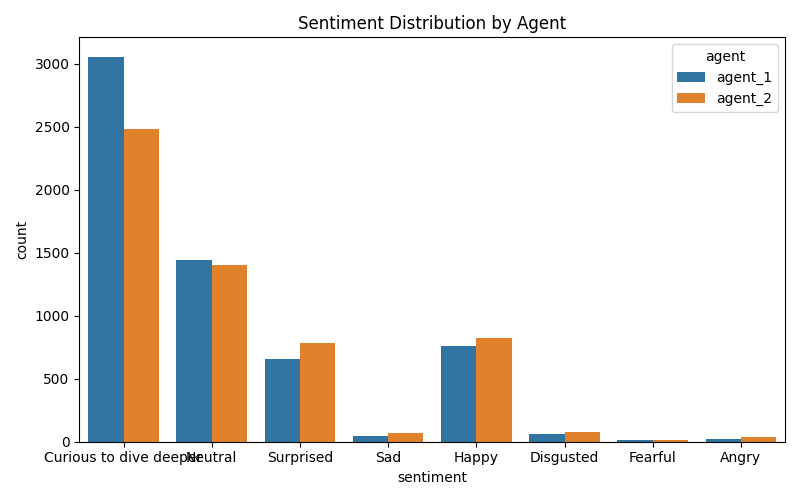 Sentiment Distribution by Agent
agent
agent_1
agent_2
count
3000
2500
2000
1500
1000
500
0
Curious to dive deeper
Neutral
Surprised
Sad
Happy
Disgusted
Fearful
Angry
sentiment